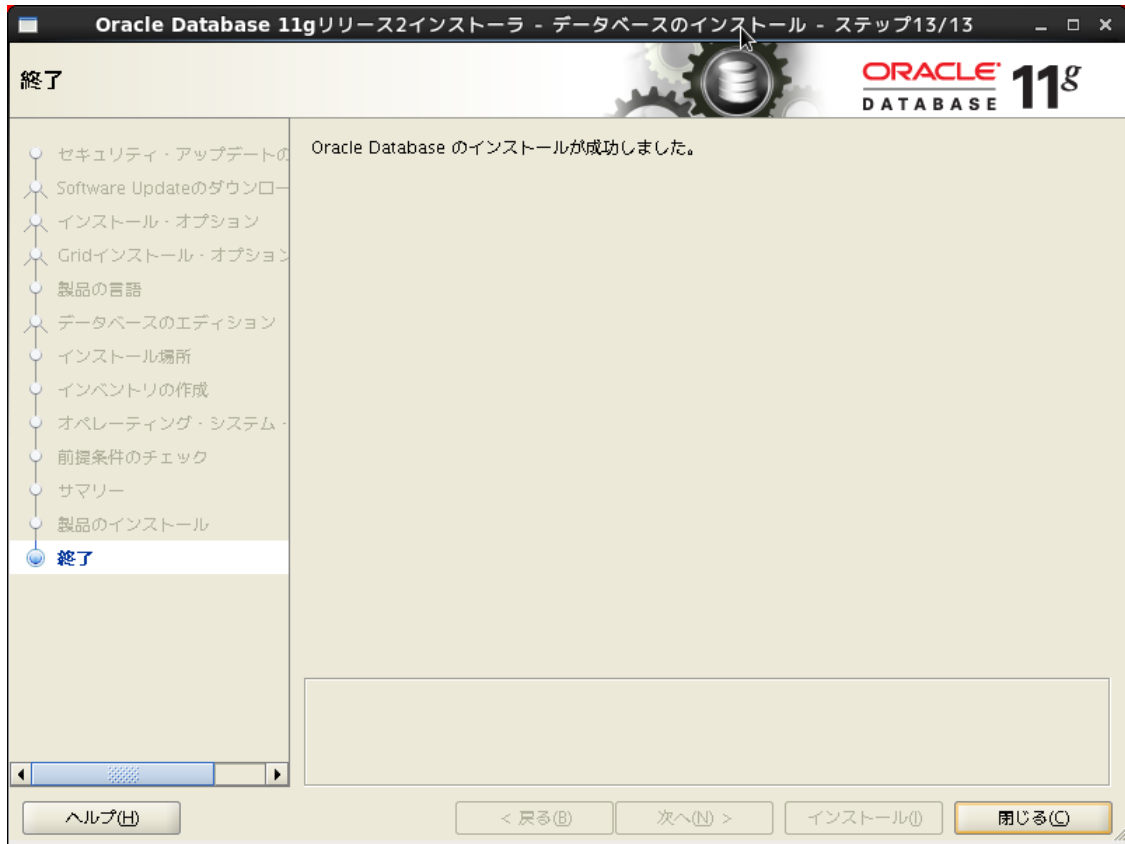 Oracle Database 11gリリース2インストーラ - データベースのインストール - ステップ13/13
終了
ORACLE
DATABASE
11g
セキュリティ・アップデートの
Software Updateのダウンロー
インストール・オプション
Gridインストール・オプション
製品の言語
データベースのエディション
インストール場所
インベントリの作成
オペレーティング・システム・
前提条件のチェック
サマリー
製品のインストール
終了
Oracle Database のインストールが成功しました。
ヘルプ(H)
< 戻る(B)
次へ(N) >
インストール(I)
閉じる(C)